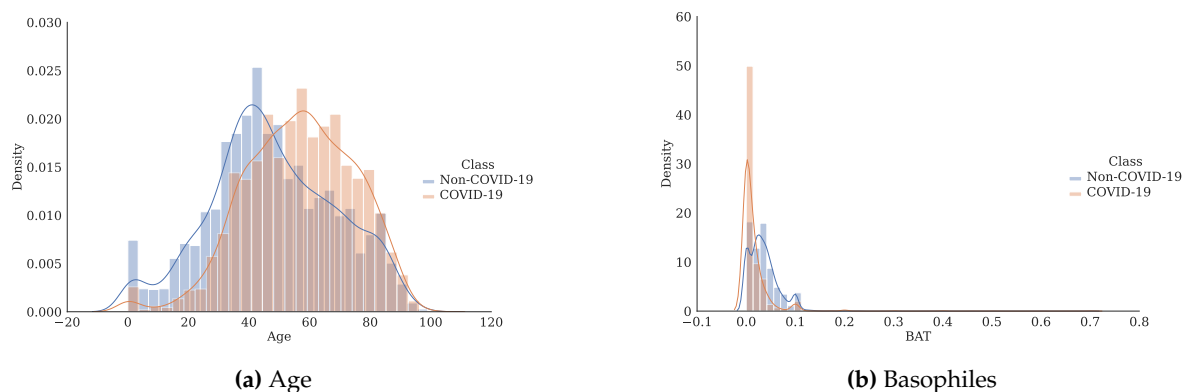 0.030
0.025
0.020
0.015
0.010
0.005
0.000
Density
−20 0 20 40 60 80 100 120
Age
Class
Non-COVID-19
COVID-19
(a) Age
60
50
40
30
20
10
0
Density
−0.1 0.0 0.1 0.2 0.3 0.4 0.5 0.6 0.7 0.8
BAT
Class
Non-COVID-19
COVID-19
(b) Basophiles